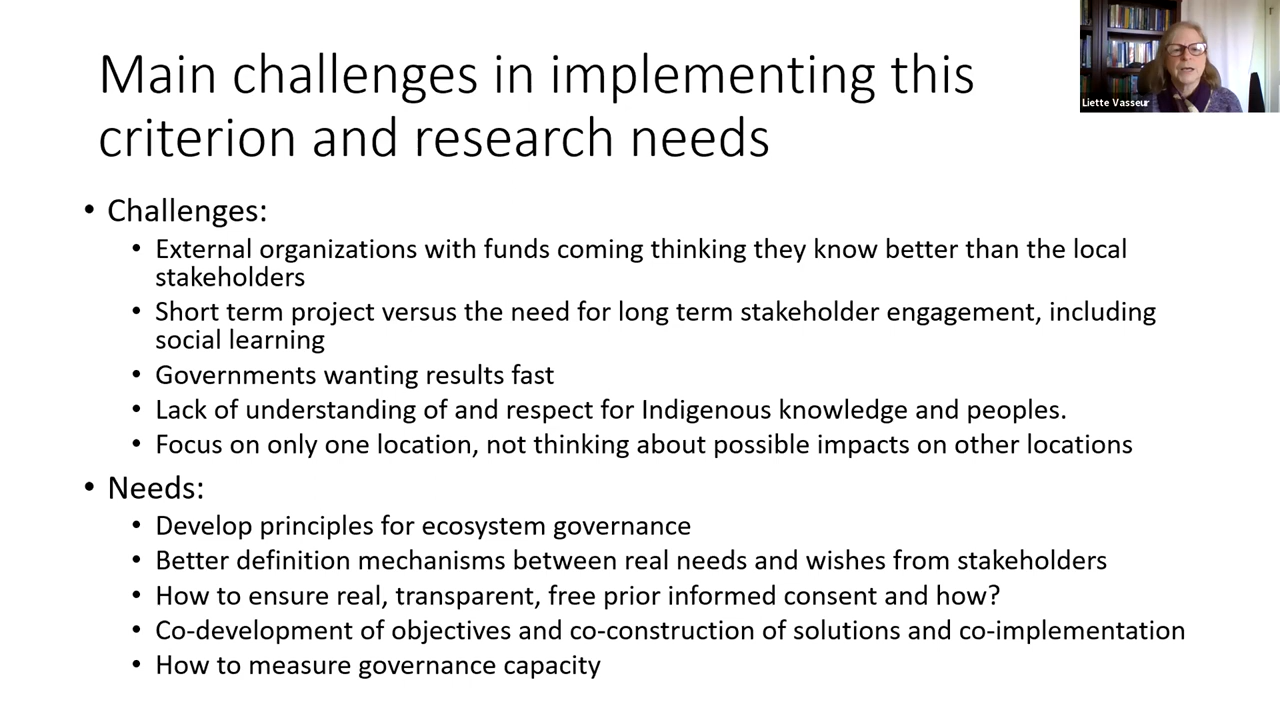 Main challenges in implementing this
criterion and research needs
Liette Vasseur
• Challenges:
• External organizations with funds coming thinking they know better than the local
stakeholders
• Short term project versus the need for long term stakeholder engagement, including
social learning
• Governments wanting results fast
• Lack of understanding of and respect for Indigenous knowledge and peoples.
• Focus on only one location, not thinking about possible impacts on other locations
• Needs:
• Develop principles for ecosystem governance
• Better definition mechanisms between real needs and wishes from stakeholders
• How to ensure real, transparent, free prior informed consent and how?
• Co-development of objectives and co-construction of solutions and co-implementation
• How to measure governance capacity